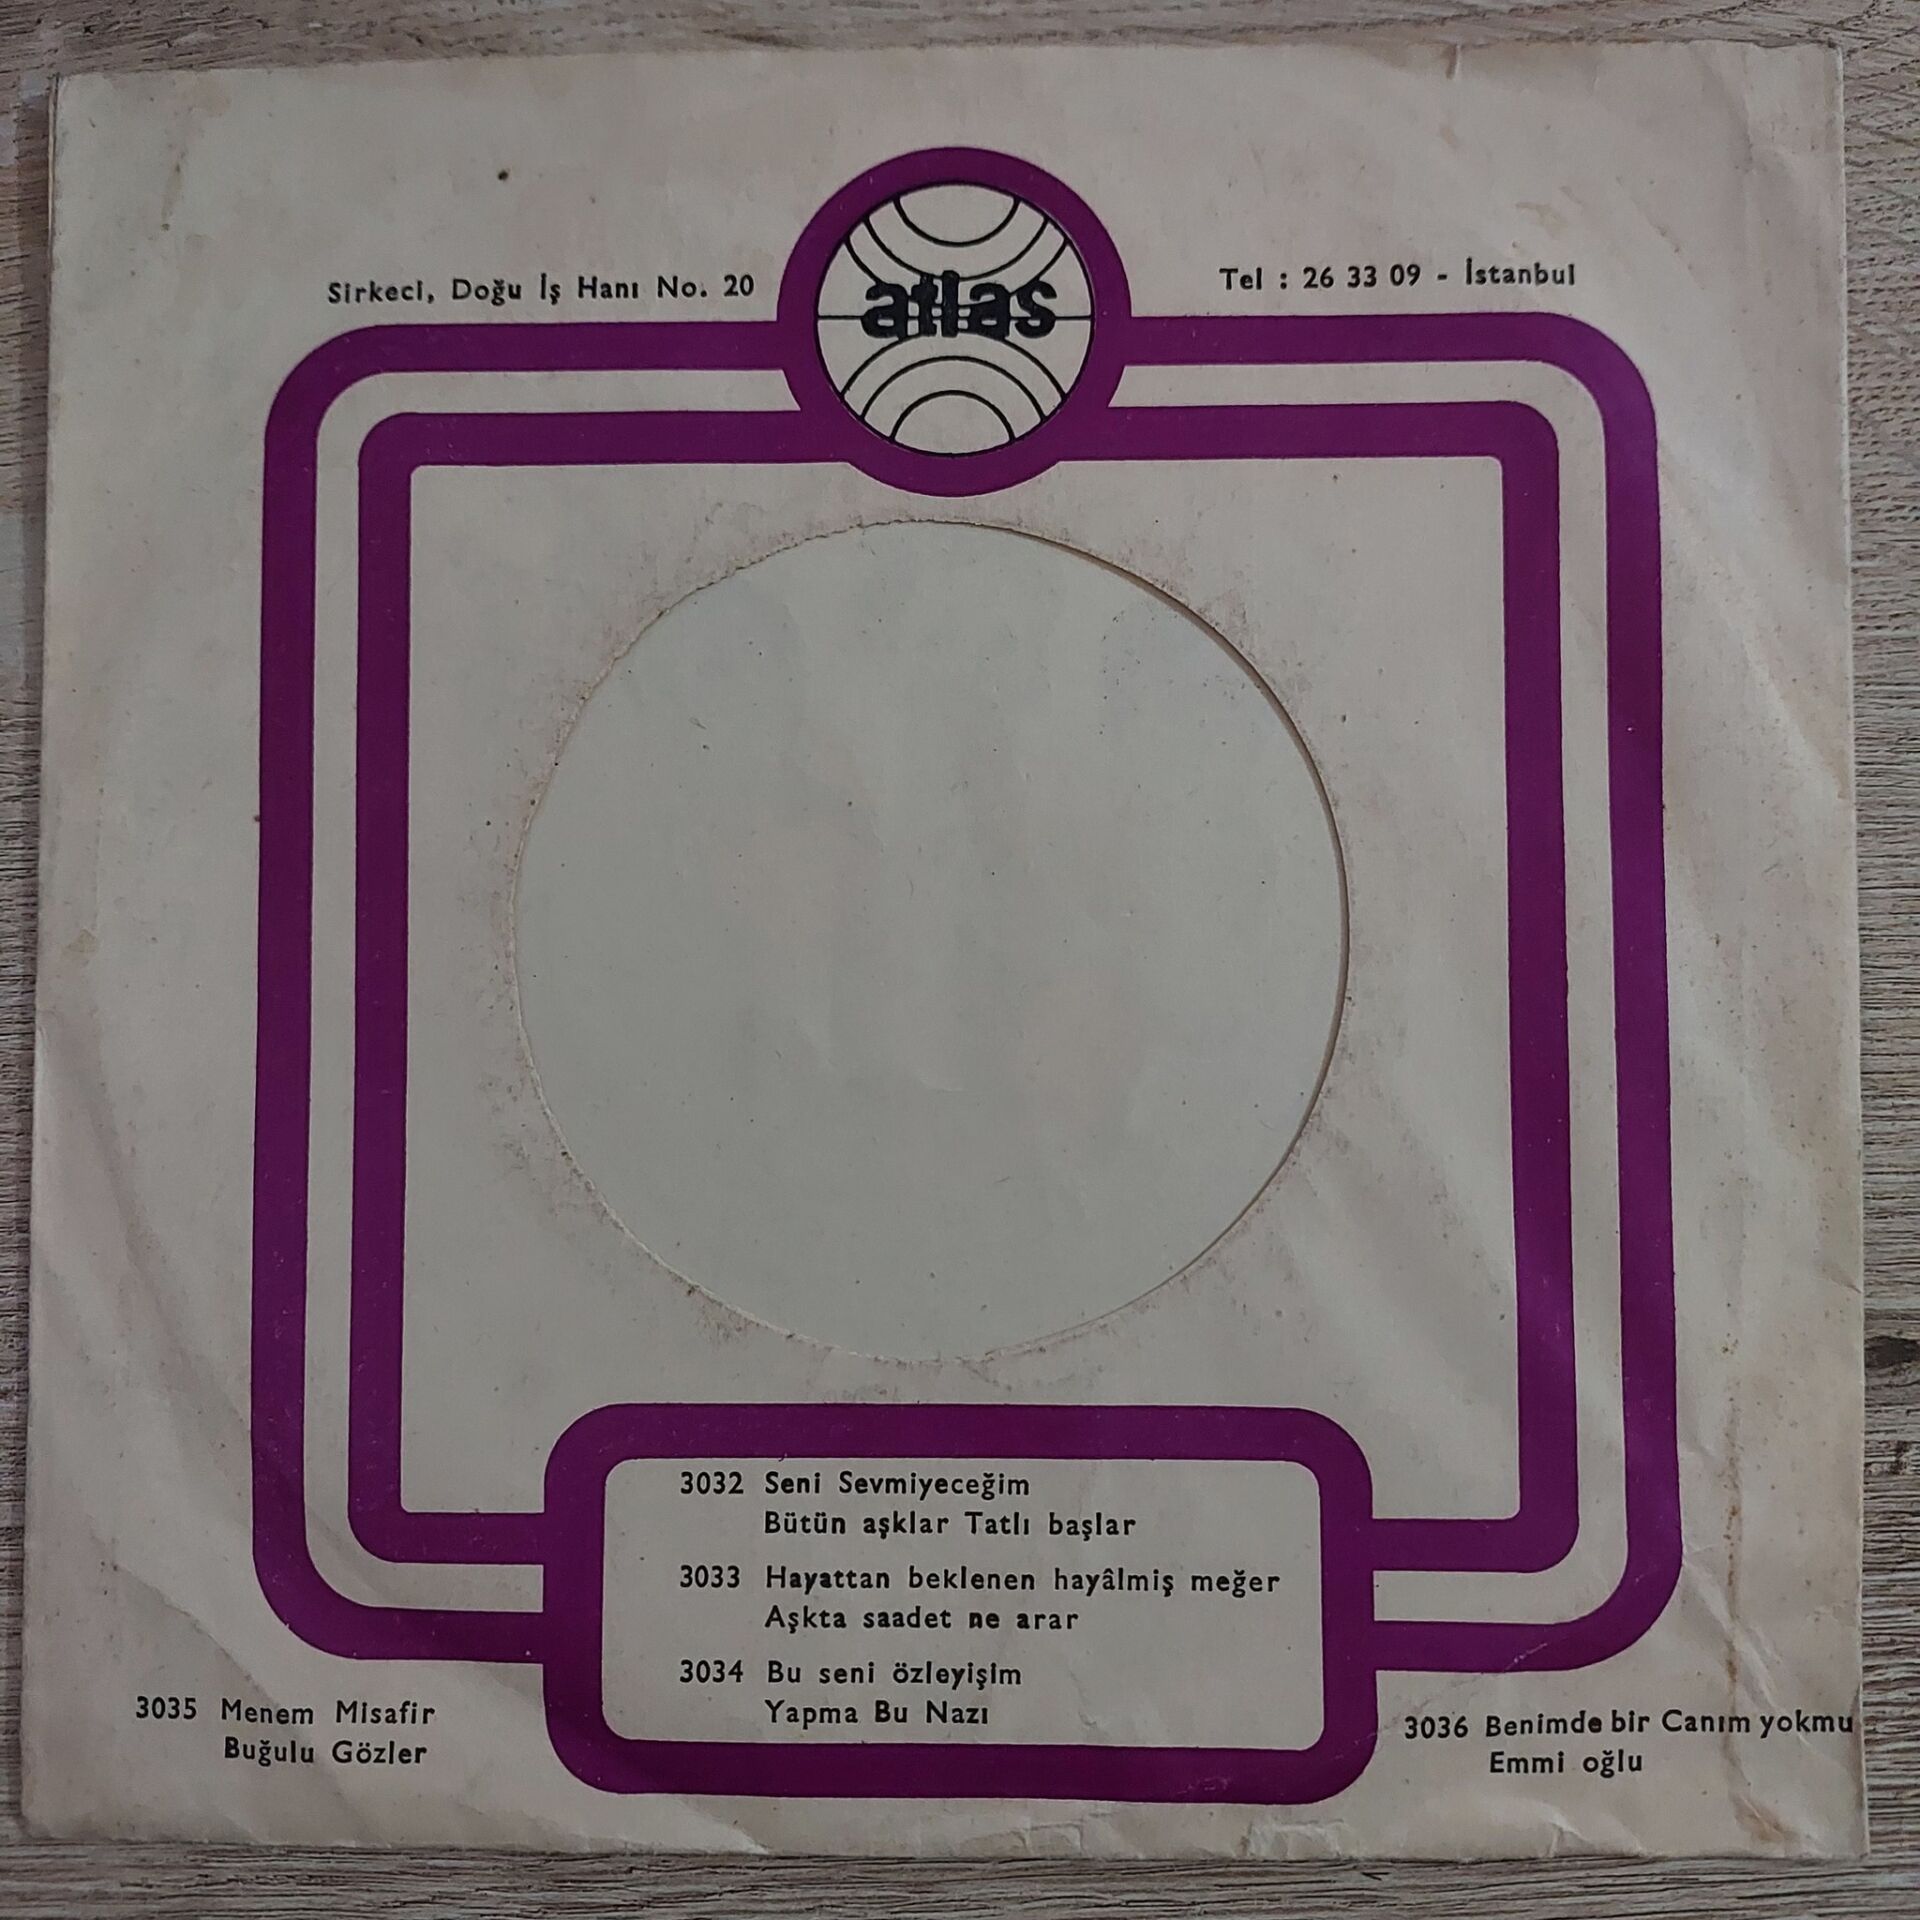 Sirkeci, Doğu İş Hanı No. 20
atlas
Tel : 26 33 09 - İstanbul
3032 Seni Sevmiyeceğim
Bütün aşklar Tatlı başlar
3033 Hayattan beklenen hayâlmiş meğer
Aşkta saadet ne arar
3034 Bu seni özleyişim
Yapma Bu Nazı
3035 Menem Misafir
Buğulu Gözler
3036 Benimde bir Canım yokmu
Emmi oğlu